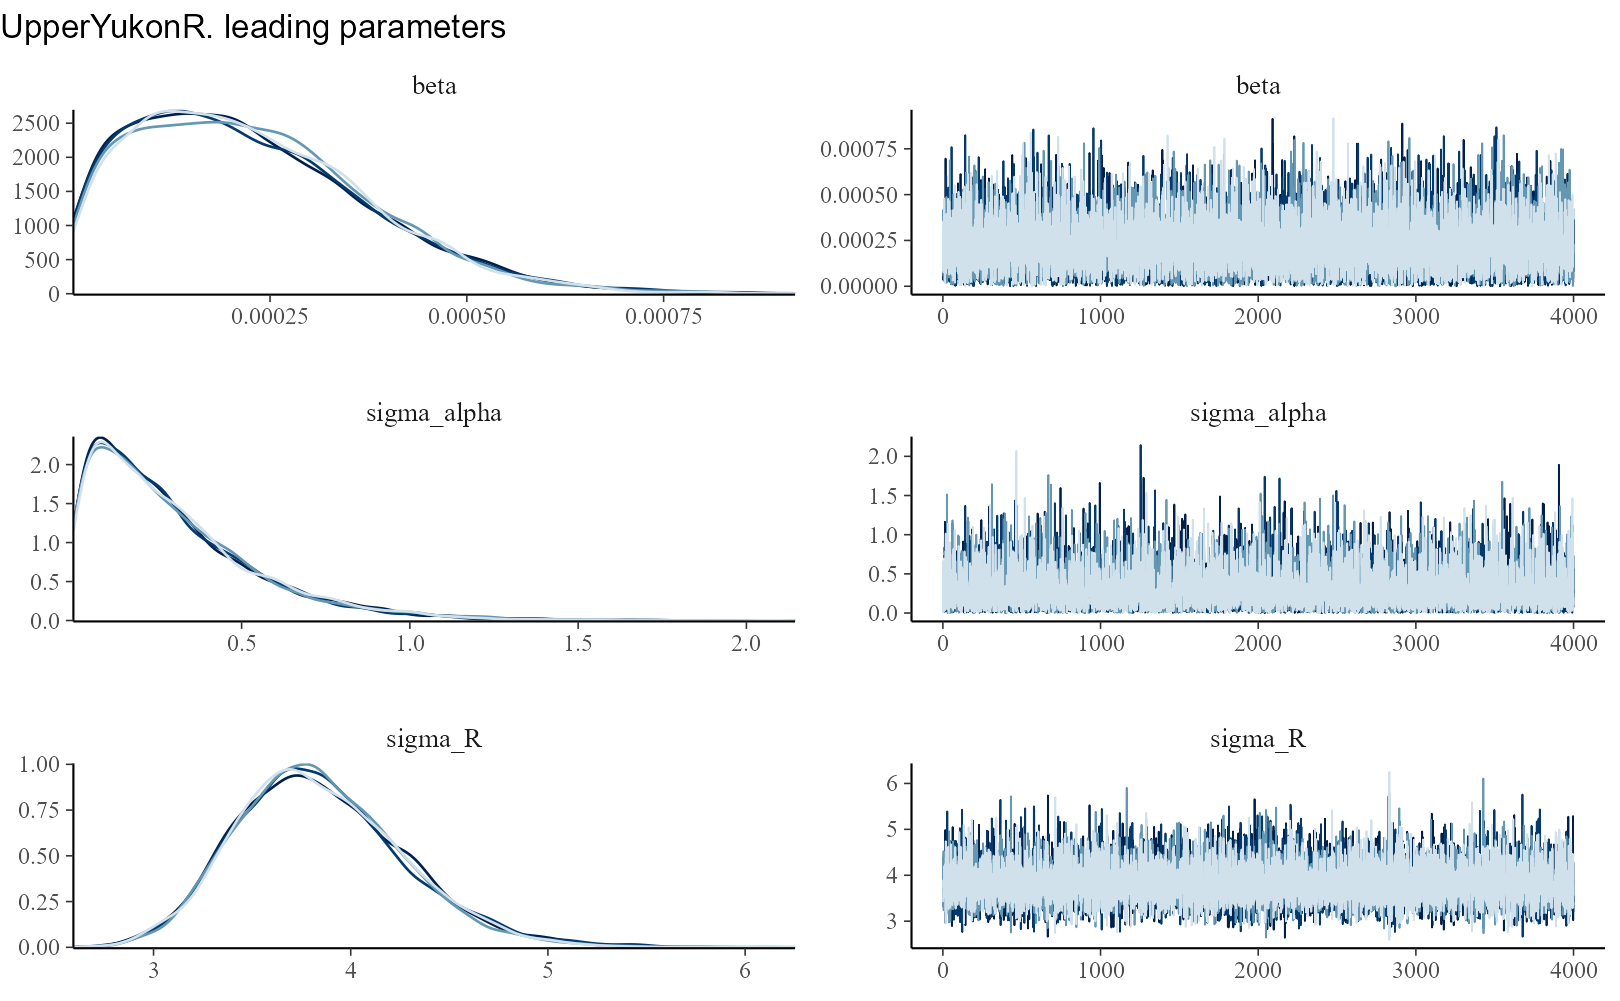 UpperYukonR. leading parameters
beta
beta
2500
2000
1500
1000
500
0
0.00025 0.00050 0.00075
0.00075
0.00050
0.00025
0.00000
0 1000 2000 3000 4000
sigma_alpha
sigma_alpha
2.0
1.5
1.0
0.5
0.0
0.5 1.0 1.5 2.0
2.0
1.5
1.0
0.5
0.0
0 1000 2000 3000 4000
sigma_R
sigma_R
1.00
0.75
0.50
0.25
0.00
3 4 5 6
6
5
4
3
0 1000 2000 3000 4000